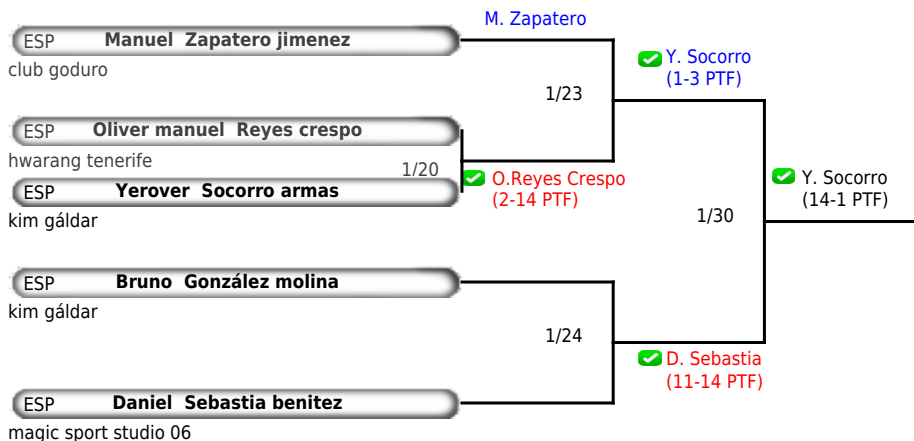 M. Zapatero
ESP Manuel Zapatero jimenez
club goduro
Y. Socorro
(1-3 PTF)
1/23
ESP Oliver manuel Reyes crespo
hwarang tenerife
1/20
O.Reyes Crespo
(2-14 PTF)
ESP Yerover Socorro armas
kim gáldar
Y. Socorro
(14-1 PTF)
1/30
ESP Bruno González molina
kim gáldar
1/24
D. Sebastia
(11-14 PTF)
ESP Daniel Sebastia benitez
magic sport studio 06